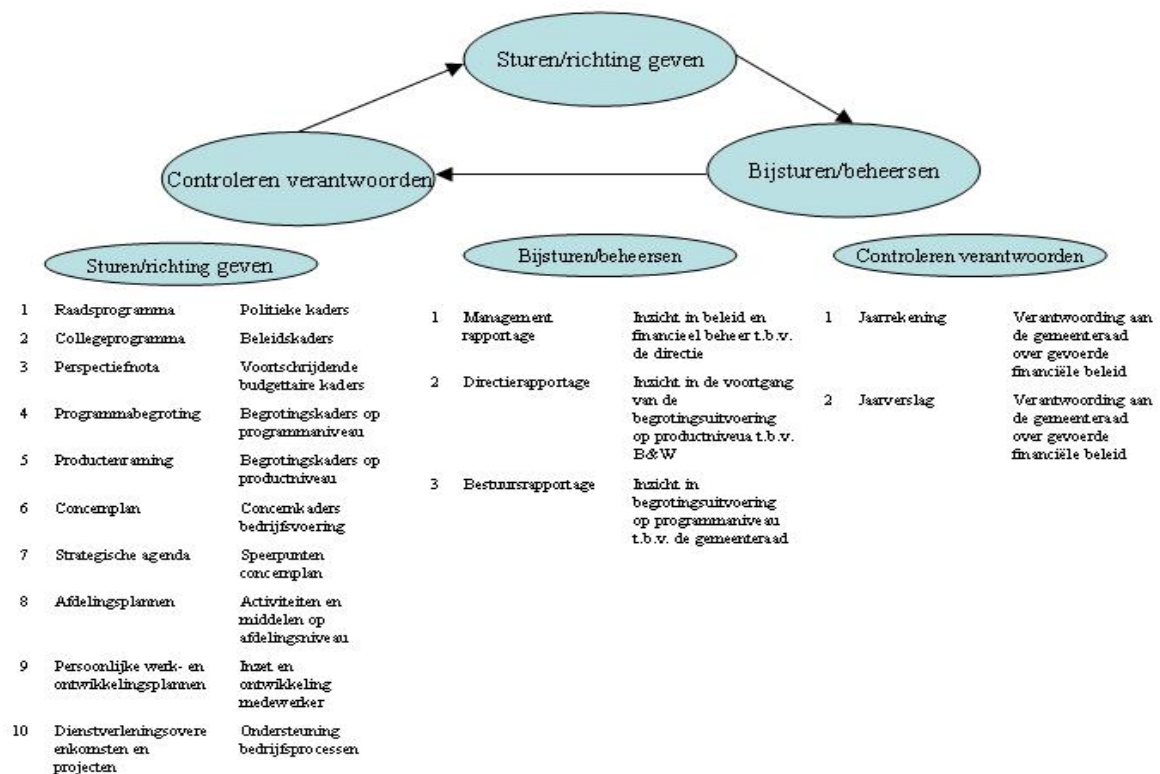 Sturen/richting geven
Bijsturen/beheersen
Controleren verantwoorden
Sturen/richting geven
1 Raadsprogramma Politieke kaders
2 Collegeprogramma Beleidskaders
3 Perspectiefnota Voortschrijdende
budgettaire kaders
4 Programmabegroting Begrotingskaders op
programmaniveau
5 Productenraming Begrotingskaders op
productniveau
6 Concernplan Concernkaders
bedrijfsvoering
7 Strategische agenda Speerpunten
concernplan
8 Afdelingsplannen Activiteiten en
middelen op
afdelingsniveau
9 Persoonlijke werk- en Inzet en
ontwikkelingsplannen ontwikkeling
medewerker
10 Dienstverleningsovere Ondersteuning
enkomsten en bedrijfsprocessen
projecten
Bijsturen/beheersen
1 Management Inzicht in beleid en
rapportage financieel beheer t.b.v.
de directie
2 Directierapportage Inzicht in de voortgang
van de
begrotingsuitvoering
op productniveua t.b.v.
B&W
3 Bestuursrapportage Inzicht in
begrotingsuitvoering
op programmaniveau
t.b.v. de gemeenteraad
Controleren verantwoorden
1 Jaarrekening Verantwoording aan
de gemeenteraad
over gevoerde
financiële beleid
2 Jaarverslag Verantwoording aan
de gemeenteraad
over gevoerde
financiële beleid